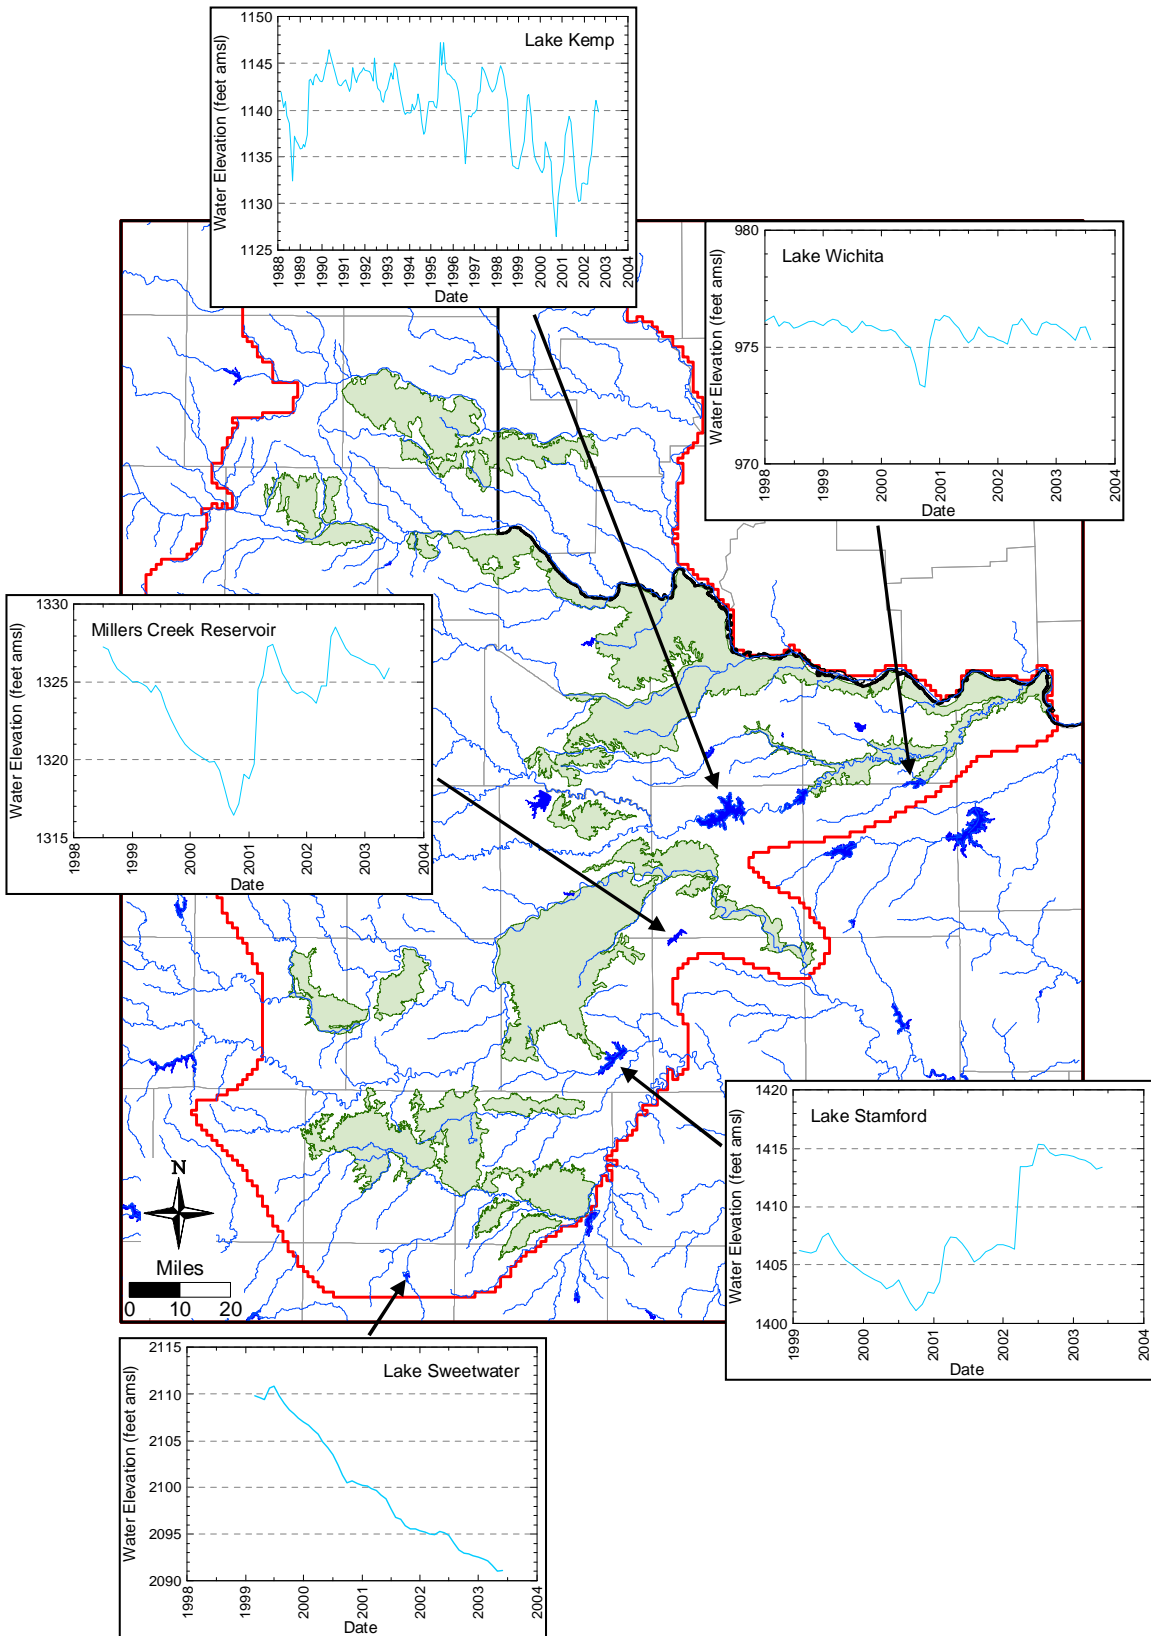 Lake Kemp
Water Elevation (feet amsl)
1150
1145
1140
1135
1130
1125
1988 1989 1990 1991 1992 1993 1994 1995 1996 1997 1998 1999 2000 2001 2002 2003 2004
Date
Lake Wichita
Water Elevation (feet amsl)
980
975
970
1998 1999 2000 2001 2002 2003 2004
Date
Millers Creek Reservoir
Water Elevation (feet amsl)
1330
1325
1320
1315
1998 1999 2000 2001 2002 2003 2004
Date
Lake Stamford
Water Elevation (feet amsl)
1420
1415
1410
1405
1400
1999 2000 2001 2002 2003 2004
Date
N
Miles
0 10 20
Lake Sweetwater
Water Elevation (feet amsl)
2115
2110
2105
2100
2095
2090
1998 1999 2000 2001 2002 2003 2004
Date